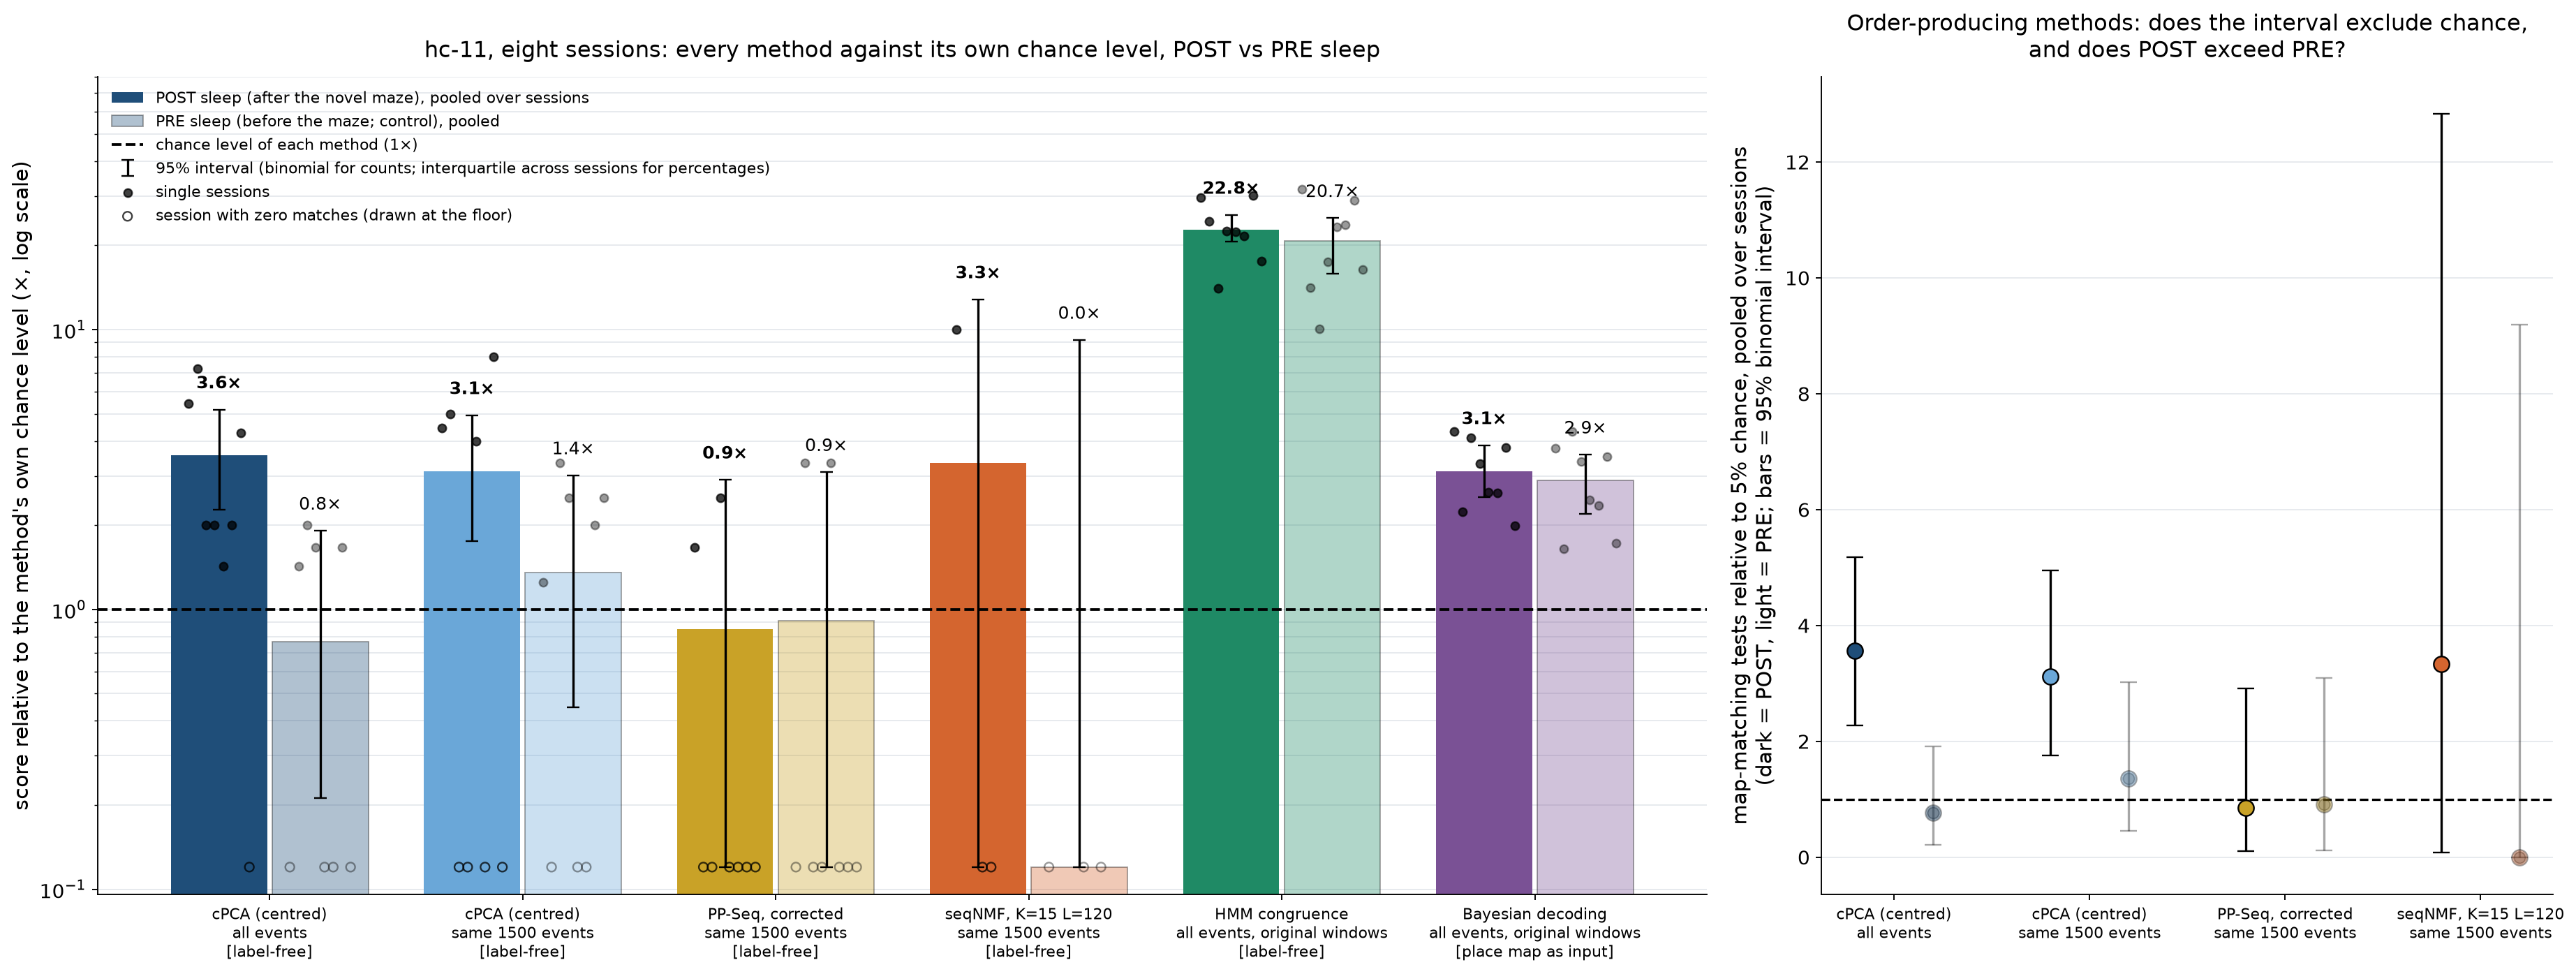 hc-11, eight sessions: every method against its own chance level, POST vs PRE sleep
score relative to the method's own chance level (×, log scale)
10¹
10⁰
10⁻¹
POST sleep (after the novel maze), pooled over sessions
PRE sleep (before the maze; control), pooled
chance level of each method (1×)
95% interval (binomial for counts; interquartile across sessions for percentages)
single sessions
session with zero matches (drawn at the floor)
3.6×
0.8×
3.1×
1.4×
0.9×
0.9×
3.3×
0.0×
22.8×
20.7×
3.1×
2.9×
cPCA (centred)
all events
[label-free]
cPCA (centred)
same 1500 events
[label-free]
PP-Seq, corrected
same 1500 events
[label-free]
seqNMF, K=15 L=120
same 1500 events
[label-free]
HMM congruence
all events, original windows
[label-free]
Bayesian decoding
all events, original windows
[place map as input]
Order-producing methods: does the interval exclude chance,
and does POST exceed PRE?
map-matching tests relative to 5% chance, pooled over sessions
(dark = POST, light = PRE; bars = 95% binomial interval)
12
10
8
6
4
2
0
cPCA (centred)
all events
cPCA (centred)
same 1500 events
PP-Seq, corrected
same 1500 events
seqNMF, K=15 L=120
same 1500 events